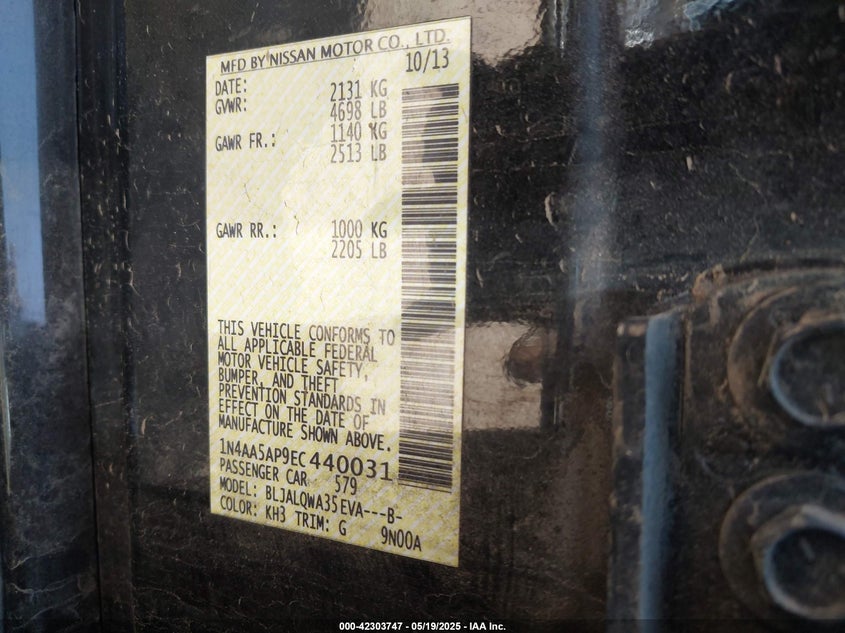 MFD BY NISSAN MOTOR CO., LTD.
DATE: 10/13
GVWR: 2131 KG
4698 LB
GAWR FR.: 1140 KG
2513 LB
GAWR RR.: 1000 KG
2205 LB
THIS VEHICLE CONFORMS TO
ALL APPLICABLE FEDERAL
MOTOR VEHICLE SAFETY,
BUMPER, AND THEFT
PREVENTION STANDARDS IN
EFFECT ON THE DATE OF
MANUFACTURE SHOWN ABOVE.
1N4AA5AP9EC440031
PASSENGER CAR 579
MODEL: BLJALQWA35EVA---B-
COLOR: KH3 TRIM: G 9N00A
000-42303747 - 05/19/2025 - IAA Inc.